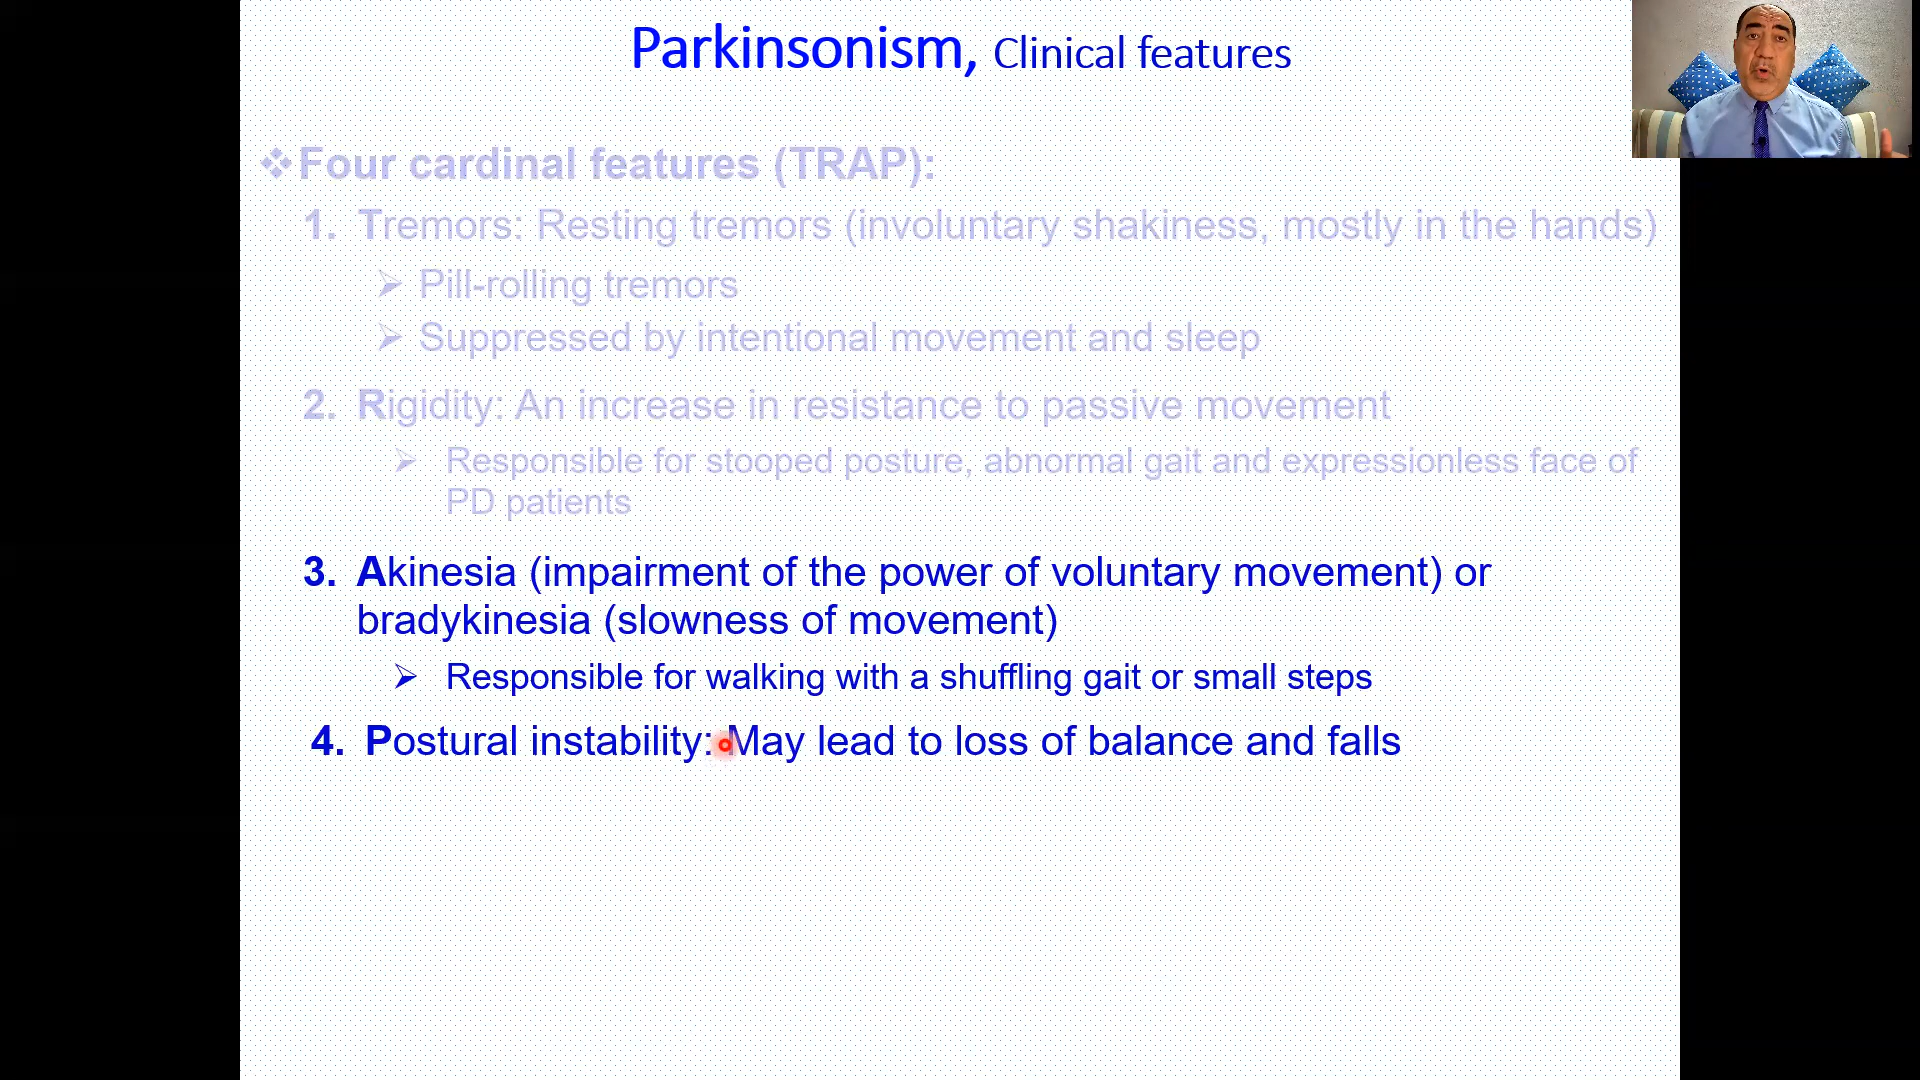 Parkinsonism, Clinical features
❖Four cardinal features (TRAP):
1. Tremors: Resting tremors (involuntary shakiness, mostly in the hands)
➢ Pill-rolling tremors
➢ Suppressed by intentional movement and sleep
2. Rigidity: An increase in resistance to passive movement
➢ Responsible for stooped posture, abnormal gait and expressionless face of
PD patients
3. Akinesia (impairment of the power of voluntary movement) or
bradykinesia (slowness of movement)
➢ Responsible for walking with a shuffling gait or small steps
4. Postural instability: May lead to loss of balance and falls